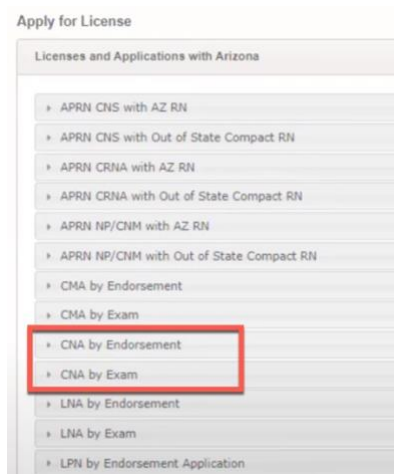 Apply for License
Licenses and Applications with Arizona
APRN CNS with AZ RN
APRN CNS with Out of State Compact RN
APRN CRNA with AZ RN
APRN CRNA with Out of State Compact RN
APRN NP/CNM with AZ RN
APRN NP/CNM with Out of State Compact RN
CMA by Endorsement
CMA by Exam
CNA by Endorsement
CNA by Exam
LNA by Endorsement
LNA by Exam
LPN by Endorsement Application